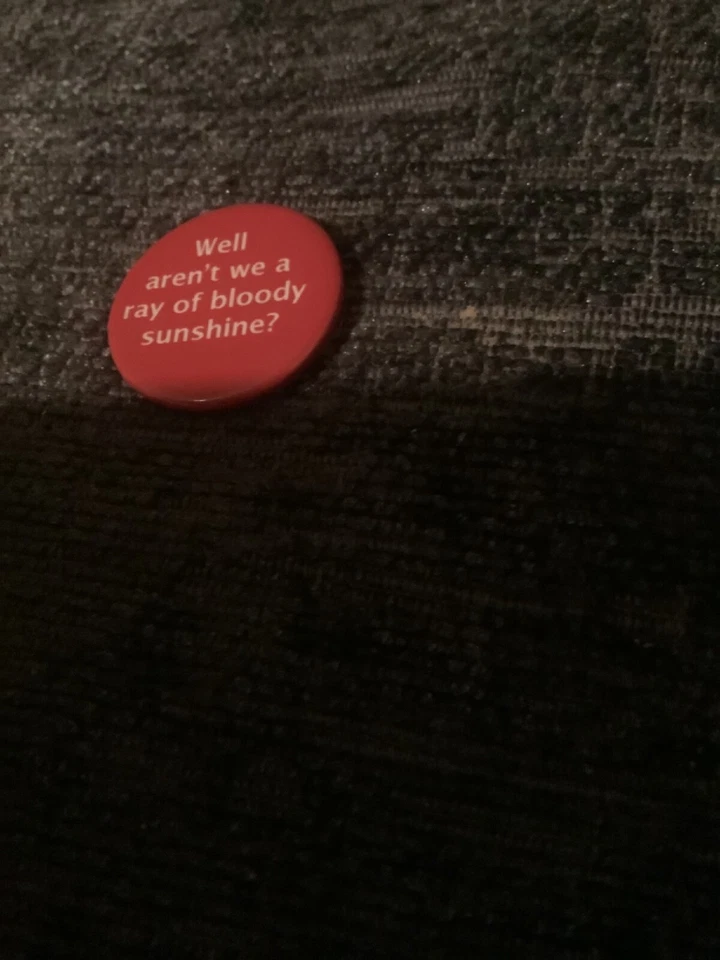 Well
aren't we a
ray of bloody
sunshine?